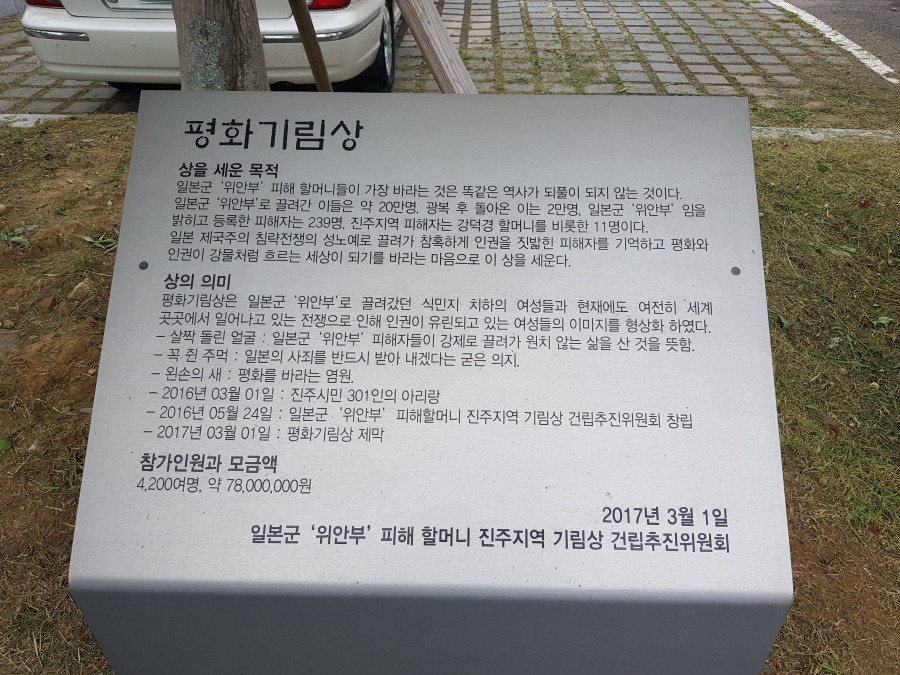 평화기림상
상을 세운 목적
일본군 '위안부' 피해 할머니들이 가장 바라는 것은 똑같은 역사가 되풀이 되지 않는 것이다.
일본군 '위안부'로 끌려간 이들은 약 20만명, 광복 후 돌아온 이는 2만명, 일본군 '위안부' 임을
밝히고 등록한 피해자는 239명, 진주지역 피해자는 강덕경 할머니를 비롯한 11명이다.
일본 제국주의 침략전쟁의 성노예로 끌려가 참혹하게 인권을 짓밟힌 피해자를 기억하고 평화와
인권이 강물처럼 흐르는 세상이 되기를 바라는 마음으로 이 상을 세운다.
상의 의미
평화기림상은 일본군 '위안부'로 끌려갔던 식민지 치하의 여성들과 현재에도 여전히 세계
곳곳에서 일어나고 있는 전쟁으로 인해 인권이 유린되고 있는 여성들의 이미지를 형상화 하였다.
- 살짝 돌린 얼굴 : 일본군 '위안부' 피해자들이 강제로 끌려가 원치 않는 삶을 산 것을 뜻함.
- 꼭 쥔 주먹 : 일본의 사죄를 반드시 받아 내겠다는 굳은 의지.
- 왼손의 새 : 평화를 바라는 염원.
- 2016년 03월 01일 : 진주시민 301인의 아리랑
- 2016년 05월 24일 : 일본군 '위안부' 피해할머니 진주지역 기림상 건립추진위원회 창립
- 2017년 03월 01일 : 평화기림상 제막
참가인원과 모금액
4,200여명, 약 78,000,000원
2017년 3월 1일
일본군 '위안부' 피해 할머니 진주지역 기림상 건립추진위원회